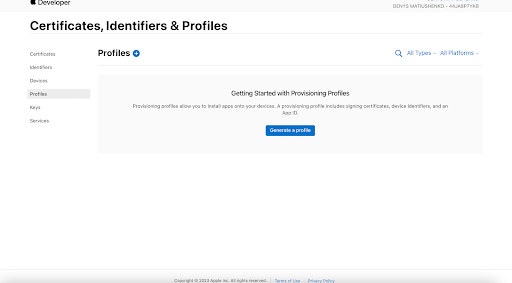 Developer
DENYS MATIUSHENKO - 44JA6P7YK8
Certificates, Identifiers & Profiles
Certificates
Identifiers
Devices
Profiles
Keys
Services
Profiles
All Types
All Platforms
Getting Started with Provisioning Profiles
Provisioning profiles allow you to install apps onto your devices. A provisioning profile includes signing certificates, device identifiers, and an
App ID.
Generate a profile
Copyright © 2023 Apple Inc. All rights reserved.
Terms of Use
Privacy Policy